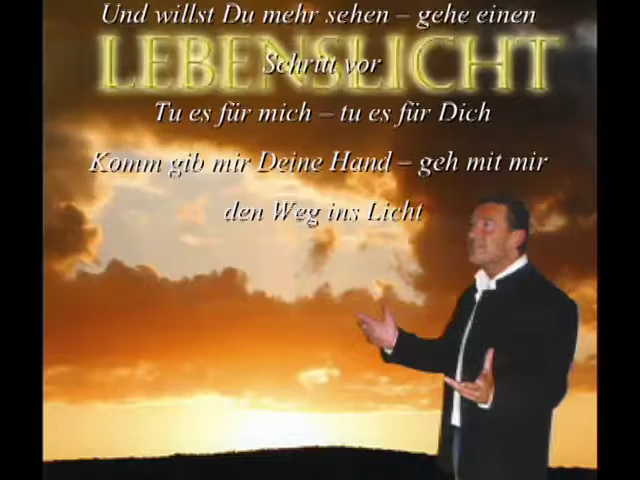 Und willst Du mehr sehen – gehe einen
LEBENSLICHT
Schritt vor
Tu es für mich – tu es für Dich
Komm gib mir Deine Hand – geh mit mir
den Weg ins Licht